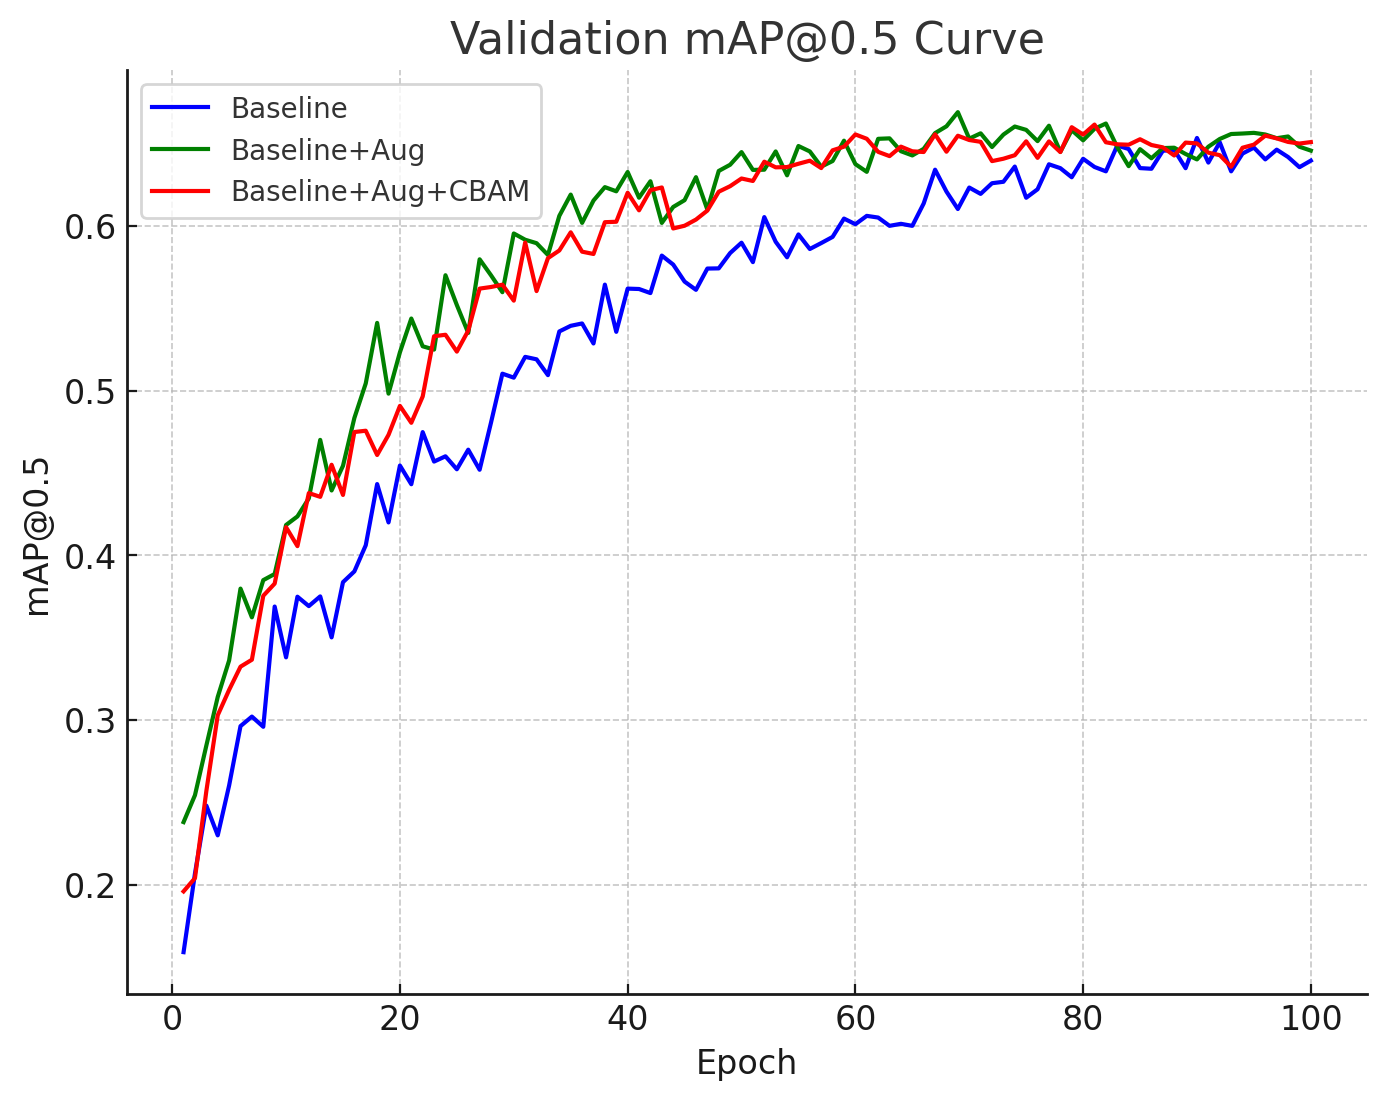 Validation mAP@0.5 Curve
Baseline
Baseline+Aug
Baseline+Aug+CBAM
mAP@0.5
0.6
0.5
0.4
0.3
0.2
0 20 40 60 80 100
Epoch